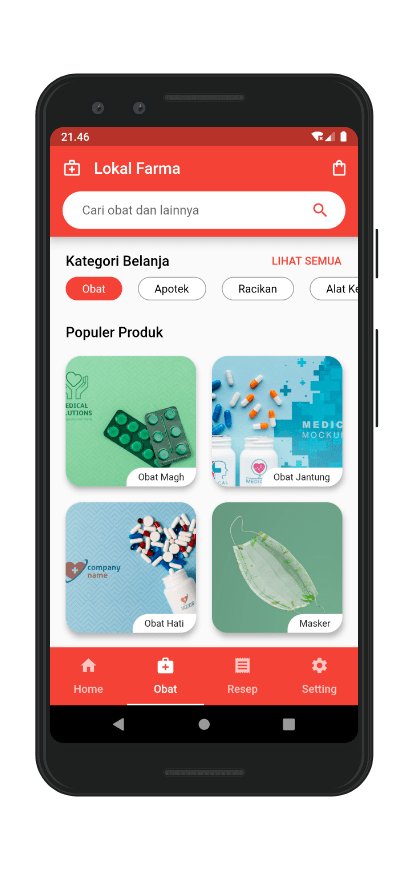 21.46
Lokal Farma
Cari obat dan lainnya
Kategori Belanja
LIHAT SEMUA
Obat
Apotek
Racikan
Alat Ke
Populer Produk
EDICAL
LUTIONS
Obat Magh
MEDIC
MOCKU
Obat Jantung
company
name
Obat Hati
Masker
Home
Obat
Resep
Setting